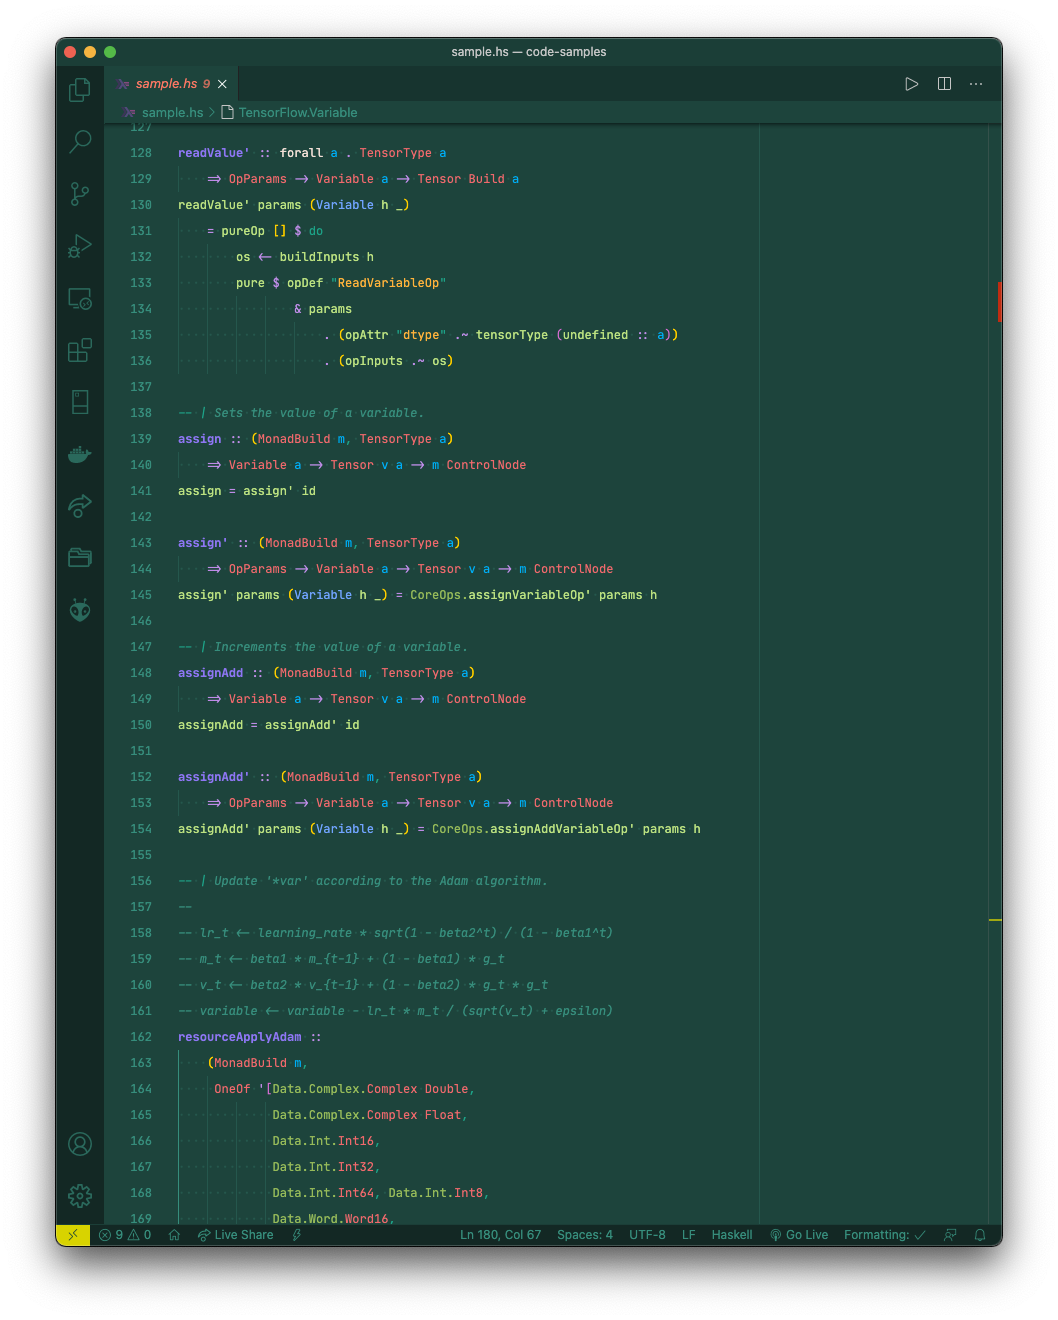 sample.hs — code-samples
sample.hs 9
sample.hs > TensorFlow.Variable
127
128 readValue' :: forall a . TensorType a
129     => OpParams -> Variable a -> Tensor Build a
130 readValue' params (Variable h _)
131     = pureOp [] $ do
132         os <- buildInputs h
133         pure $ opDef "ReadVariableOp"
134                 & params
135                     . (opAttr "dtype" .~ tensorType (undefined :: a))
136                     . (opInputs .~ os)
137
138 -- | Sets the value of a variable.
139 assign :: (MonadBuild m, TensorType a)
140     => Variable a -> Tensor v a -> m ControlNode
141 assign = assign' id
142
143 assign' :: (MonadBuild m, TensorType a)
144     => OpParams -> Variable a -> Tensor v a -> m ControlNode
145 assign' params (Variable h _) = CoreOps.assignVariableOp' params h
146
147 -- | Increments the value of a variable.
148 assignAdd :: (MonadBuild m, TensorType a)
149     => Variable a -> Tensor v a -> m ControlNode
150 assignAdd = assignAdd' id
151
152 assignAdd' :: (MonadBuild m, TensorType a)
153     => OpParams -> Variable a -> Tensor v a -> m ControlNode
154 assignAdd' params (Variable h _) = CoreOps.assignAddVariableOp' params h
155
156 -- | Update '*var' according to the Adam algorithm.
157 --
158 -- lr_t <- learning_rate * sqrt(1 - beta2^t) / (1 - beta1^t)
159 -- m_t <- beta1 * m_{t-1} + (1 - beta1) * g_t
160 -- v_t <- beta2 * v_{t-1} + (1 - beta2) * g_t * g_t
161 -- variable <- variable - lr_t * m_t / (sqrt(v_t) + epsilon)
162 resourceApplyAdam ::
163     (MonadBuild m,
164      OneOf '[Data.Complex.Complex Double,
165              Data.Complex.Complex Float,
166              Data.Int.Int16,
167              Data.Int.Int32,
168              Data.Int.Int64, Data.Int.Int8,
169              Data.Word.Word16,
9 0 Live Share Ln 180, Col 67 Spaces: 4 UTF-8 LF Haskell Go Live Formatting: ✓